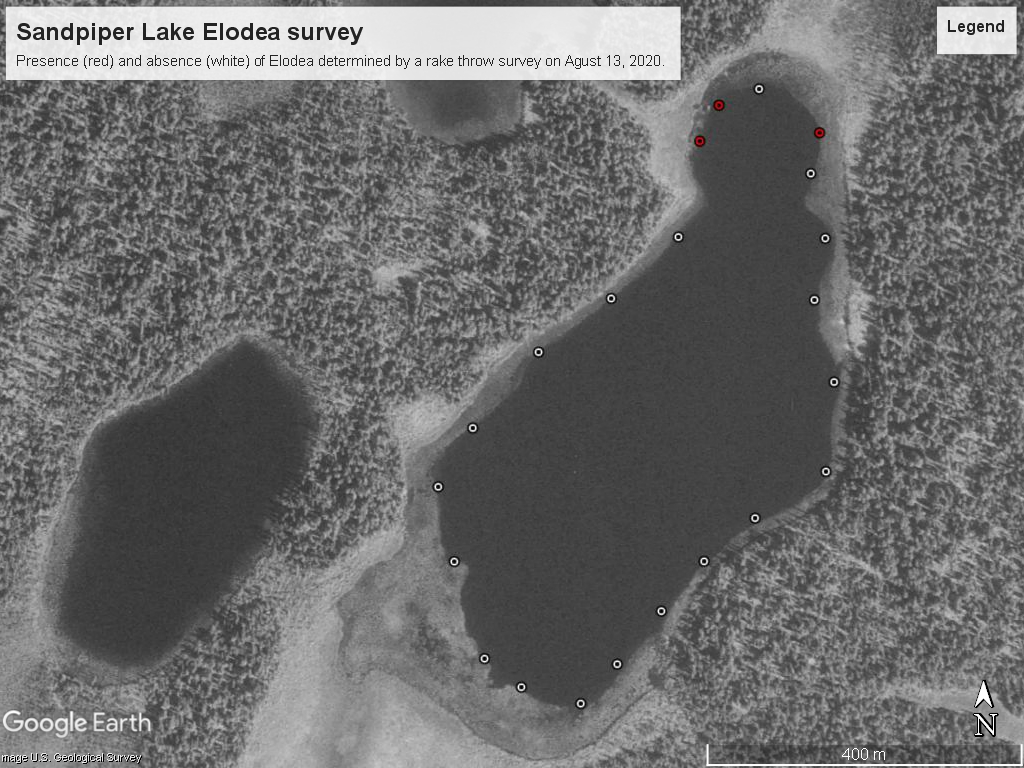 Sandpiper Lake Elodea survey
Presence (red) and absence (white) of Elodea determined by a rake throw survey on Agust 13, 2020.
Legend
Google Earth
N
mage U.S. Geological Survey
400 m